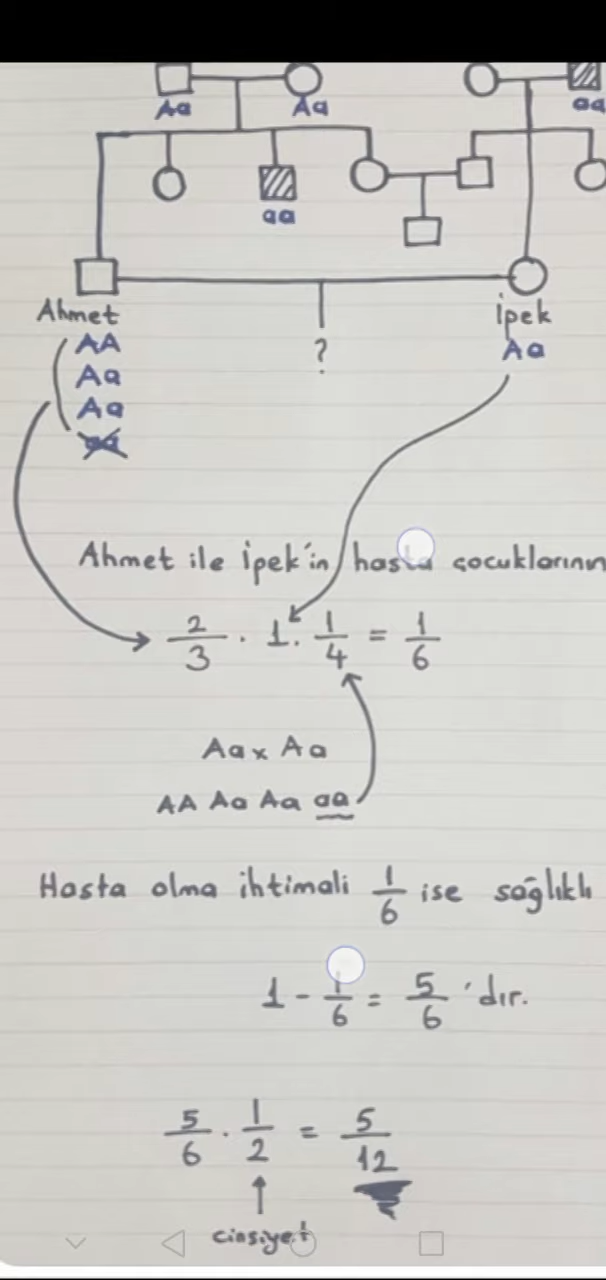 Aa Aa aa
aa
Ahmet İpek
AA ? Aa
Aa
Aa
aa
Ahmet ile İpek'in hasta çocuklarının
2/3 . 1 . 1/4 = 1/6
Aa x Aa
AA Aa Aa aa
Hasta olma ihtimali 1/6 ise sağlıklı
1 - 1/6 = 5/6 'dır.
5/6 . 1/2 = 5/12
cinsiyet